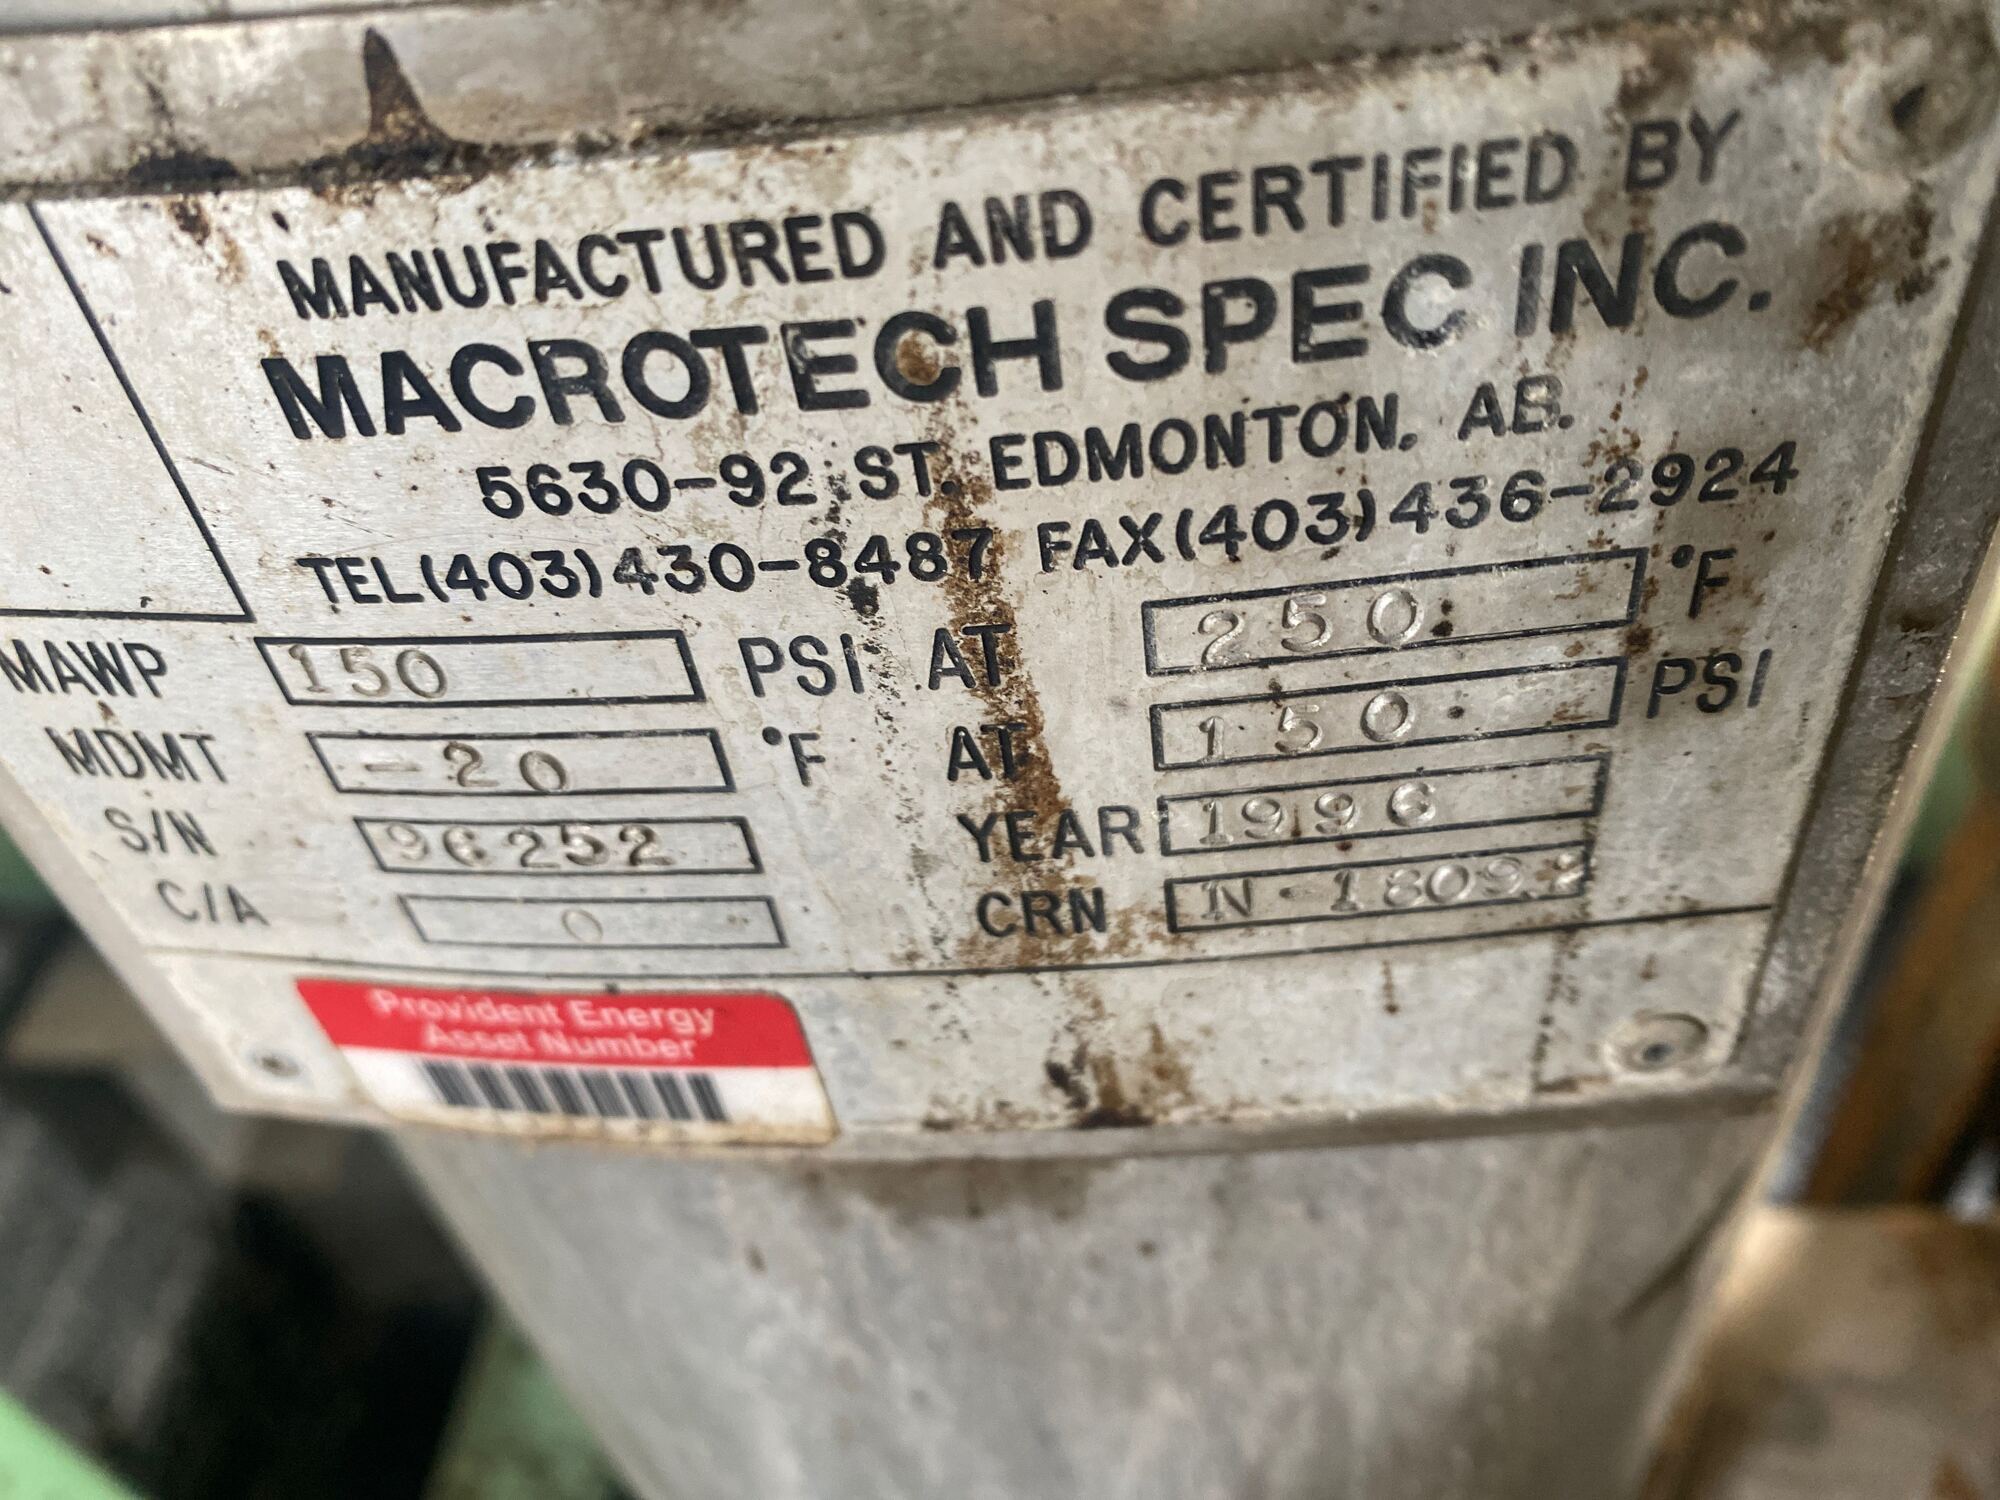 MANUFACTURED AND CERTIFIED BY
MACROTECH SPEC INC.
5630-92 ST. EDMONTON, AB.
TEL(403)430-8487 FAX(403)436-2924
MAWP 150 PSI AT 250 °F
MDMT -20 °F AT 150 PSI
S/N 96252 YEAR 1996
C/A 0 CRN N-18092
Provident Energy
Asset Number